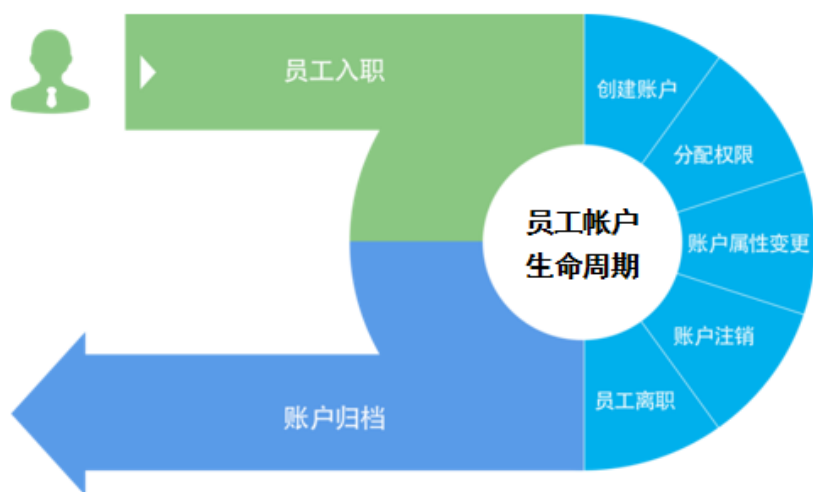 员工入职
创建账户
分配权限
账户属性变更
账户注销
员工离职
账户归档
员工帐户
生命周期